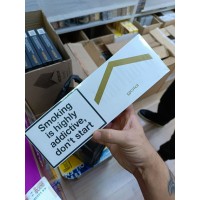 Smoking
is highly
addictive,
don't start